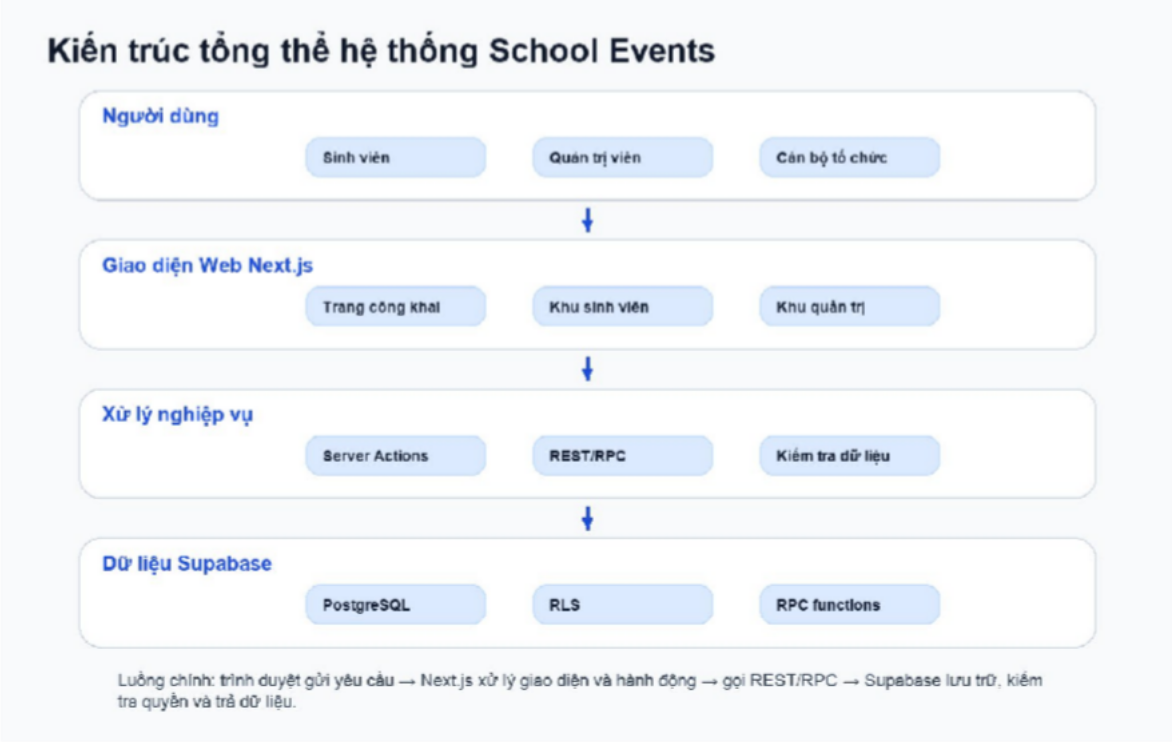 Kiến trúc tổng thể hệ thống School Events
Người dùng
Sinh viên
Quản trị viên
Cán bộ tổ chức
Giao diện Web Next.js
Trang công khai
Khu sinh viên
Khu quản trị
Xử lý nghiệp vụ
Server Actions
REST/RPC
Kiểm tra dữ liệu
Dữ liệu Supabase
PostgreSQL
RLS
RPC functions
Luồng chính: trình duyệt gửi yêu cầu → Next.js xử lý giao diện và hành động → gọi REST/RPC → Supabase lưu trữ, kiểm
tra quyền và trả dữ liệu.